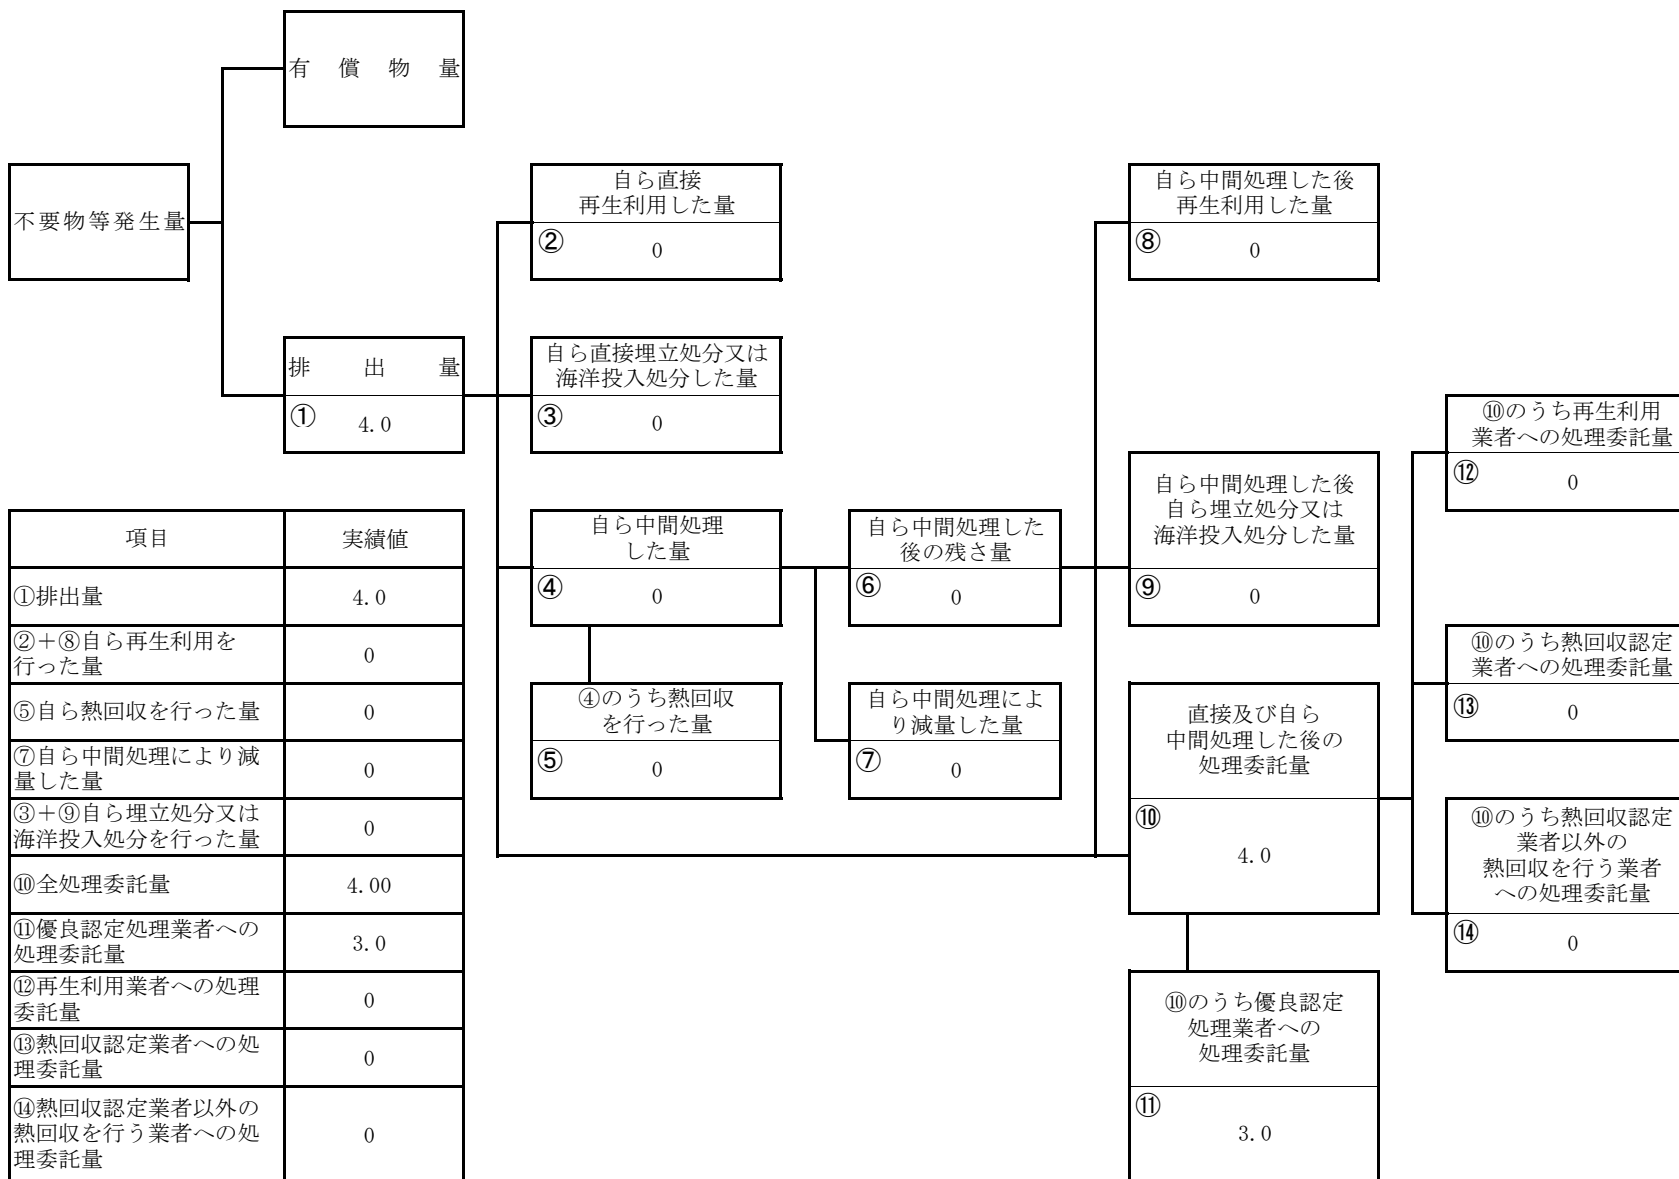 有償物量
不要物等発生量
排出量
① 4.0
自ら直接
再生利用した量
② 0
自ら直接埋立処分又は
海洋投入処分した量
③ 0
自ら中間処理
した量
④ 0
④のうち熱回収
を行った量
⑤ 0
自ら中間処理した
後の残さ量
⑥ 0
自ら中間処理によ
り減量した量
⑦ 0
自ら中間処理した後
再生利用した量
⑧ 0
自ら中間処理した後
自ら埋立処分又は
海洋投入処分した量
⑨ 0
直接及び自ら
中間処理した後の
処理委託量
⑩
4.0
⑩のうち優良認定
処理業者への
処理委託量
⑪
3.0
⑩のうち再生利用
業者への処理委託量
⑫ 0
⑩のうち熱回収認定
業者への処理委託量
⑬ 0
⑩のうち熱回収認定
業者以外の
熱回収を行う業者
への処理委託量
⑭ 0
項目 実績値
①排出量 4.0
②+⑧自ら再生利用を
行った量 0
⑤自ら熱回収を行った量 0
⑦自ら中間処理により減
量した量 0
③+⑨自ら埋立処分又は
海洋投入処分を行った量 0
⑩全処理委託量 4.00
⑪優良認定処理業者への
処理委託量 3.0
⑫再生利用業者への処理
委託量 0
⑬熱回収認定業者への処
理委託量 0
⑭熱回収認定業者以外の
熱回収を行う業者への処
理委託量 0